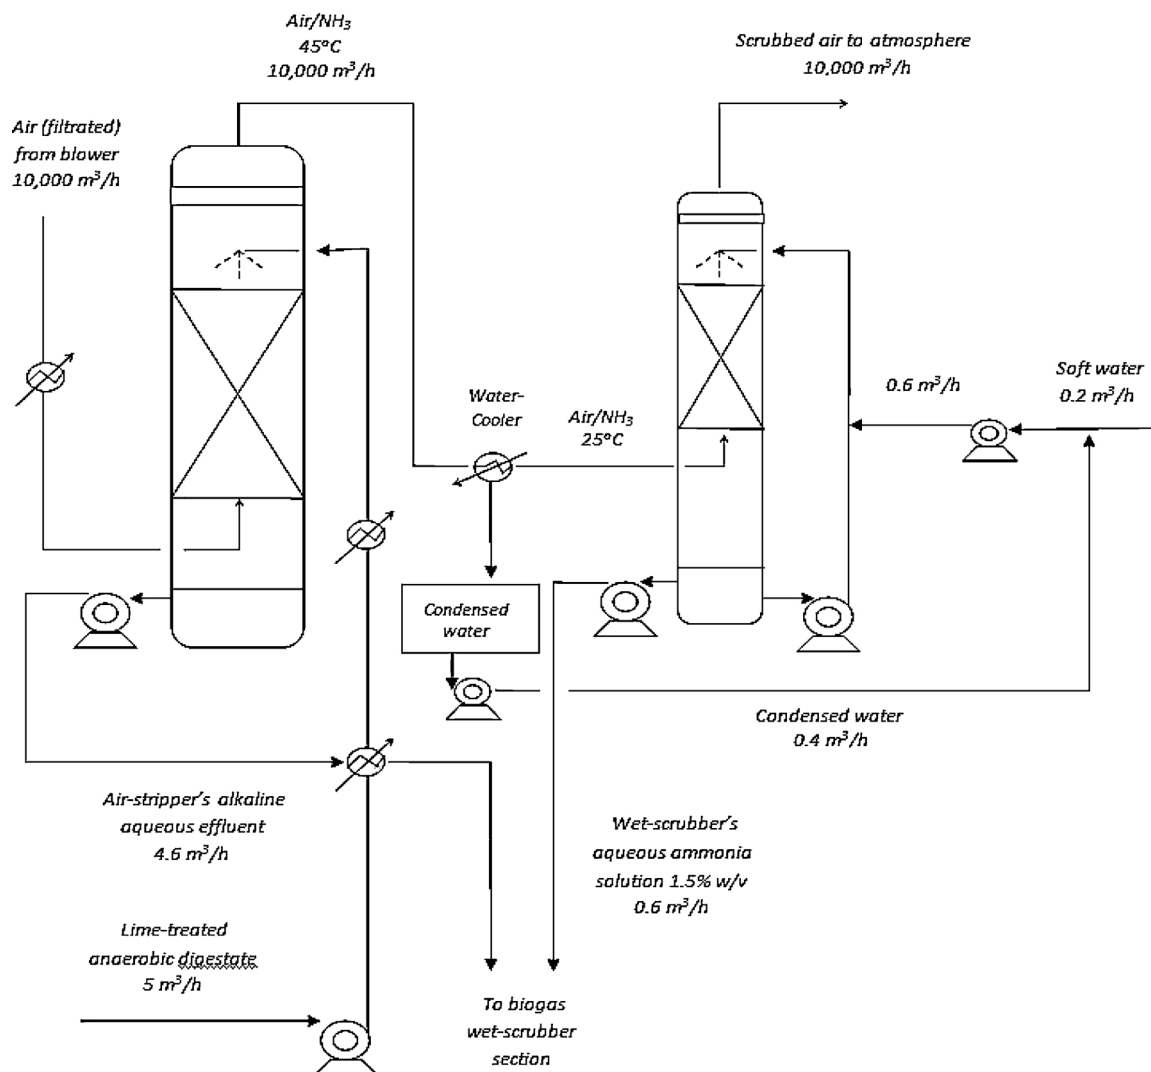 Air/NH₃
45°C
10,000 m³/h
Scrubbed air to atmosphere
10,000 m³/h
Air (filtrated)
from blower
10,000 m³/h
Water-
Cooler
Air/NH₃
25°C
0.6 m³/h
Soft water
0.2 m³/h
Condensed
water
Condensed water
0.4 m³/h
Air-stripper's alkaline
aqueous effluent
4.6 m³/h
Wet-scrubber's
aqueous ammonia
solution 1.5% w/v
0.6 m³/h
Lime-treated
anaerobic digestate
5 m³/h
To biogas
wet-scrubber
section